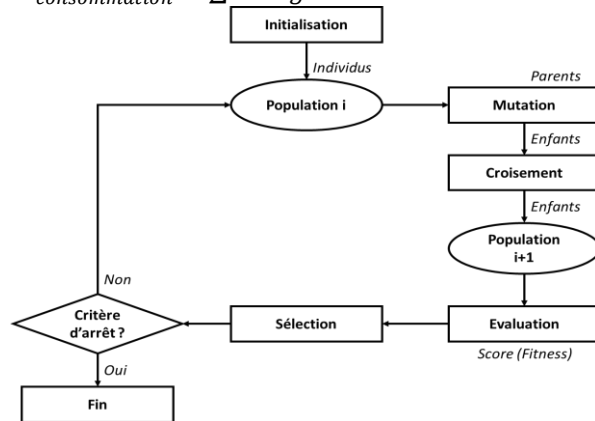 consommation
Initialisation
Individus
Population i
Parents
Mutation
Enfants
Croisement
Enfants
Population
i+1
Evaluation
Score (Fitness)
Sélection
Critère
d'arrêt ?
Non
Oui
Fin